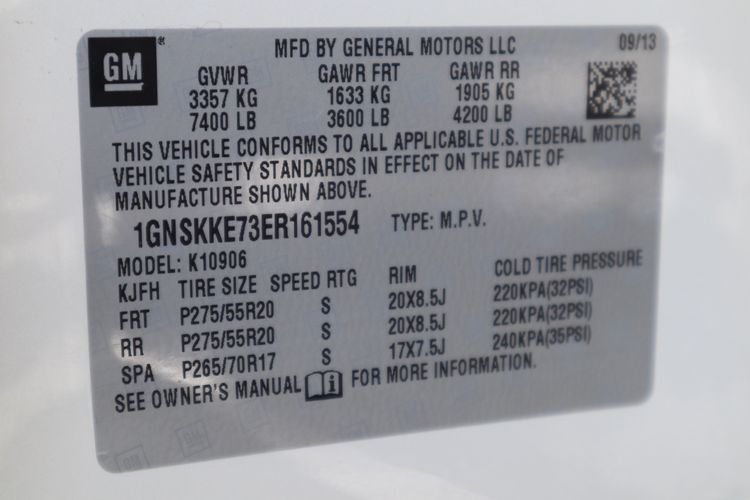 GM ® MFD BY GENERAL MOTORS LLC 09/13
GVWR GAWR FRT GAWR RR
3357 KG 1633 KG 1905 KG
7400 LB 3600 LB 4200 LB
THIS VEHICLE CONFORMS TO ALL APPLICABLE U.S. FEDERAL MOTOR
VEHICLE SAFETY STANDARDS IN EFFECT ON THE DATE OF
MANUFACTURE SHOWN ABOVE.
1GNSKKE73ER161554 TYPE: M.P.V.
MODEL: K10906
KJFH TIRE SIZE SPEED RTG RIM COLD TIRE PRESSURE
FRT P275/55R20 S 20X8.5J 220KPA(32PSI)
RR P275/55R20 S 20X8.5J 220KPA(32PSI)
SPA P265/70R17 S 17X7.5J 240KPA(35PSI)
SEE OWNER'S MANUAL i FOR MORE INFORMATION.